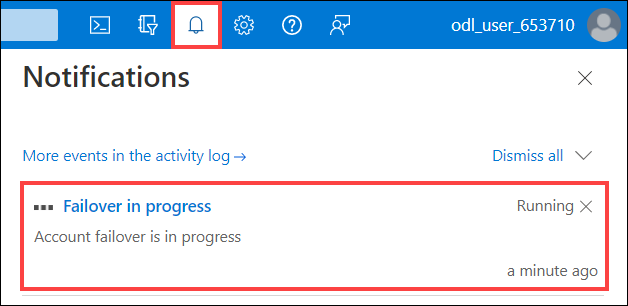 odl_user_653710
Notifications
More events in the activity log →
Dismiss all
Failover in progress
Running
Account failover is in progress
a minute ago